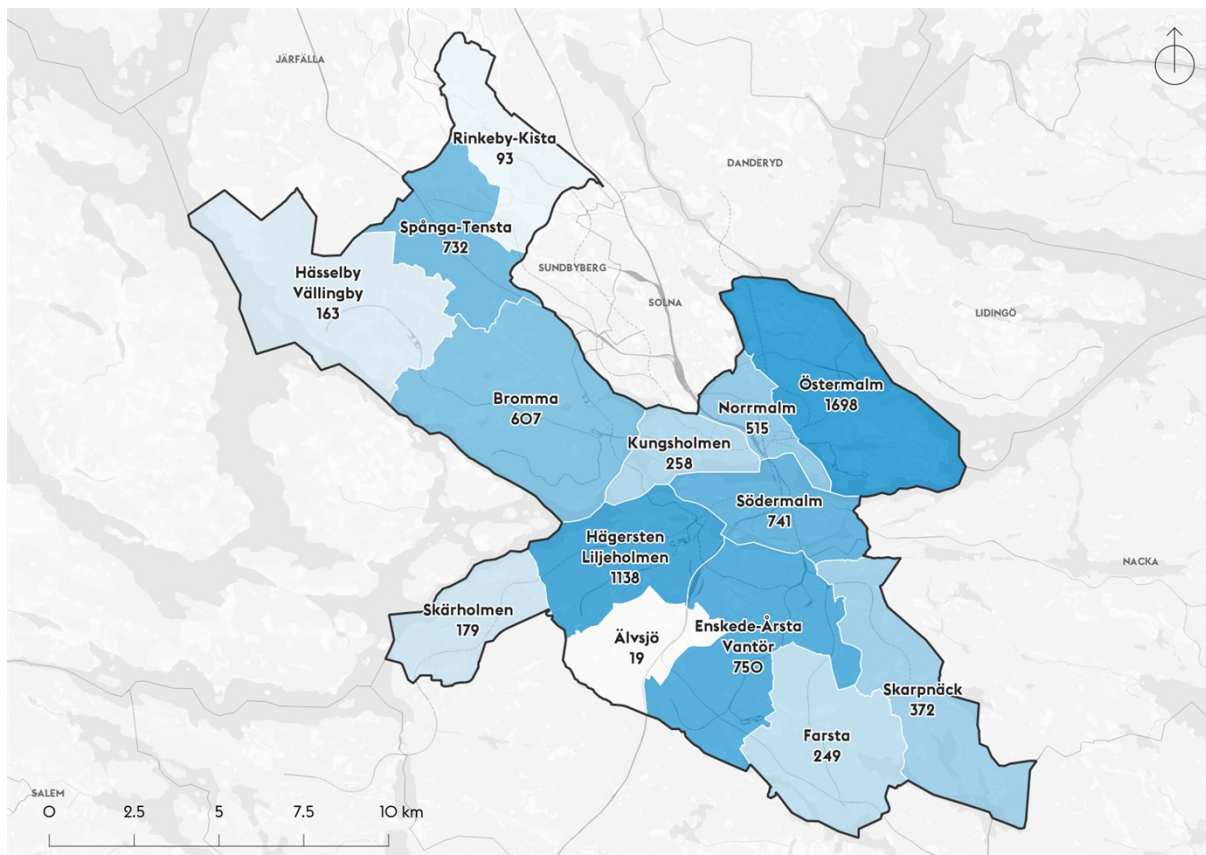 JÄRFÄLLA
Rinkeby-Kista
93
DANDERYD
Spånga-Tensta
732
SUNDBYBERG
Hässelby
Vällingby
163
SOLNA
LIDINGÖ
Östermalm
1698
Bromma
607
Norrmalm
515
Kungsholmen
258
Södermalm
741
Hägersten
Liljeholmen
1138
NACKA
Skärholmen
179
Älvsjö
19
Enskede-Årsta
Vantör
750
Skarpnäck
372
Farsta
249
SALEM
0 2.5 5 7.5 10 km